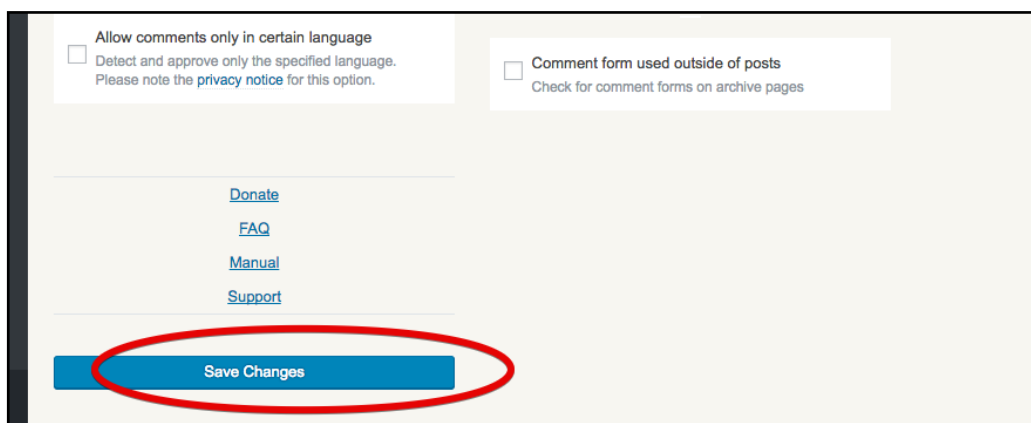 Allow comments only in certain language
Detect and approve only the specified language.
Please note the privacy notice for this option.
Comment form used outside of posts
Check for comment forms on archive pages
Donate
FAQ
Manual
Support
Save Changes